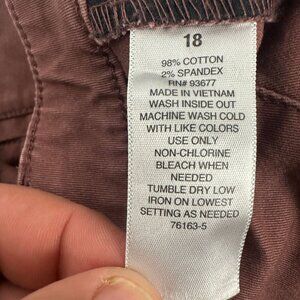 18
98% COTTON
2% SPANDEX
RN# 93677
MADE IN VIETNAM
WASH INSIDE OUT
MACHINE WASH COLD
WITH LIKE COLORS
USE ONLY
NON-CHLORINE
BLEACH WHEN
NEEDED
TUMBLE DRY LOW
IRON ON LOWEST
SETTING AS NEEDED
76163-5